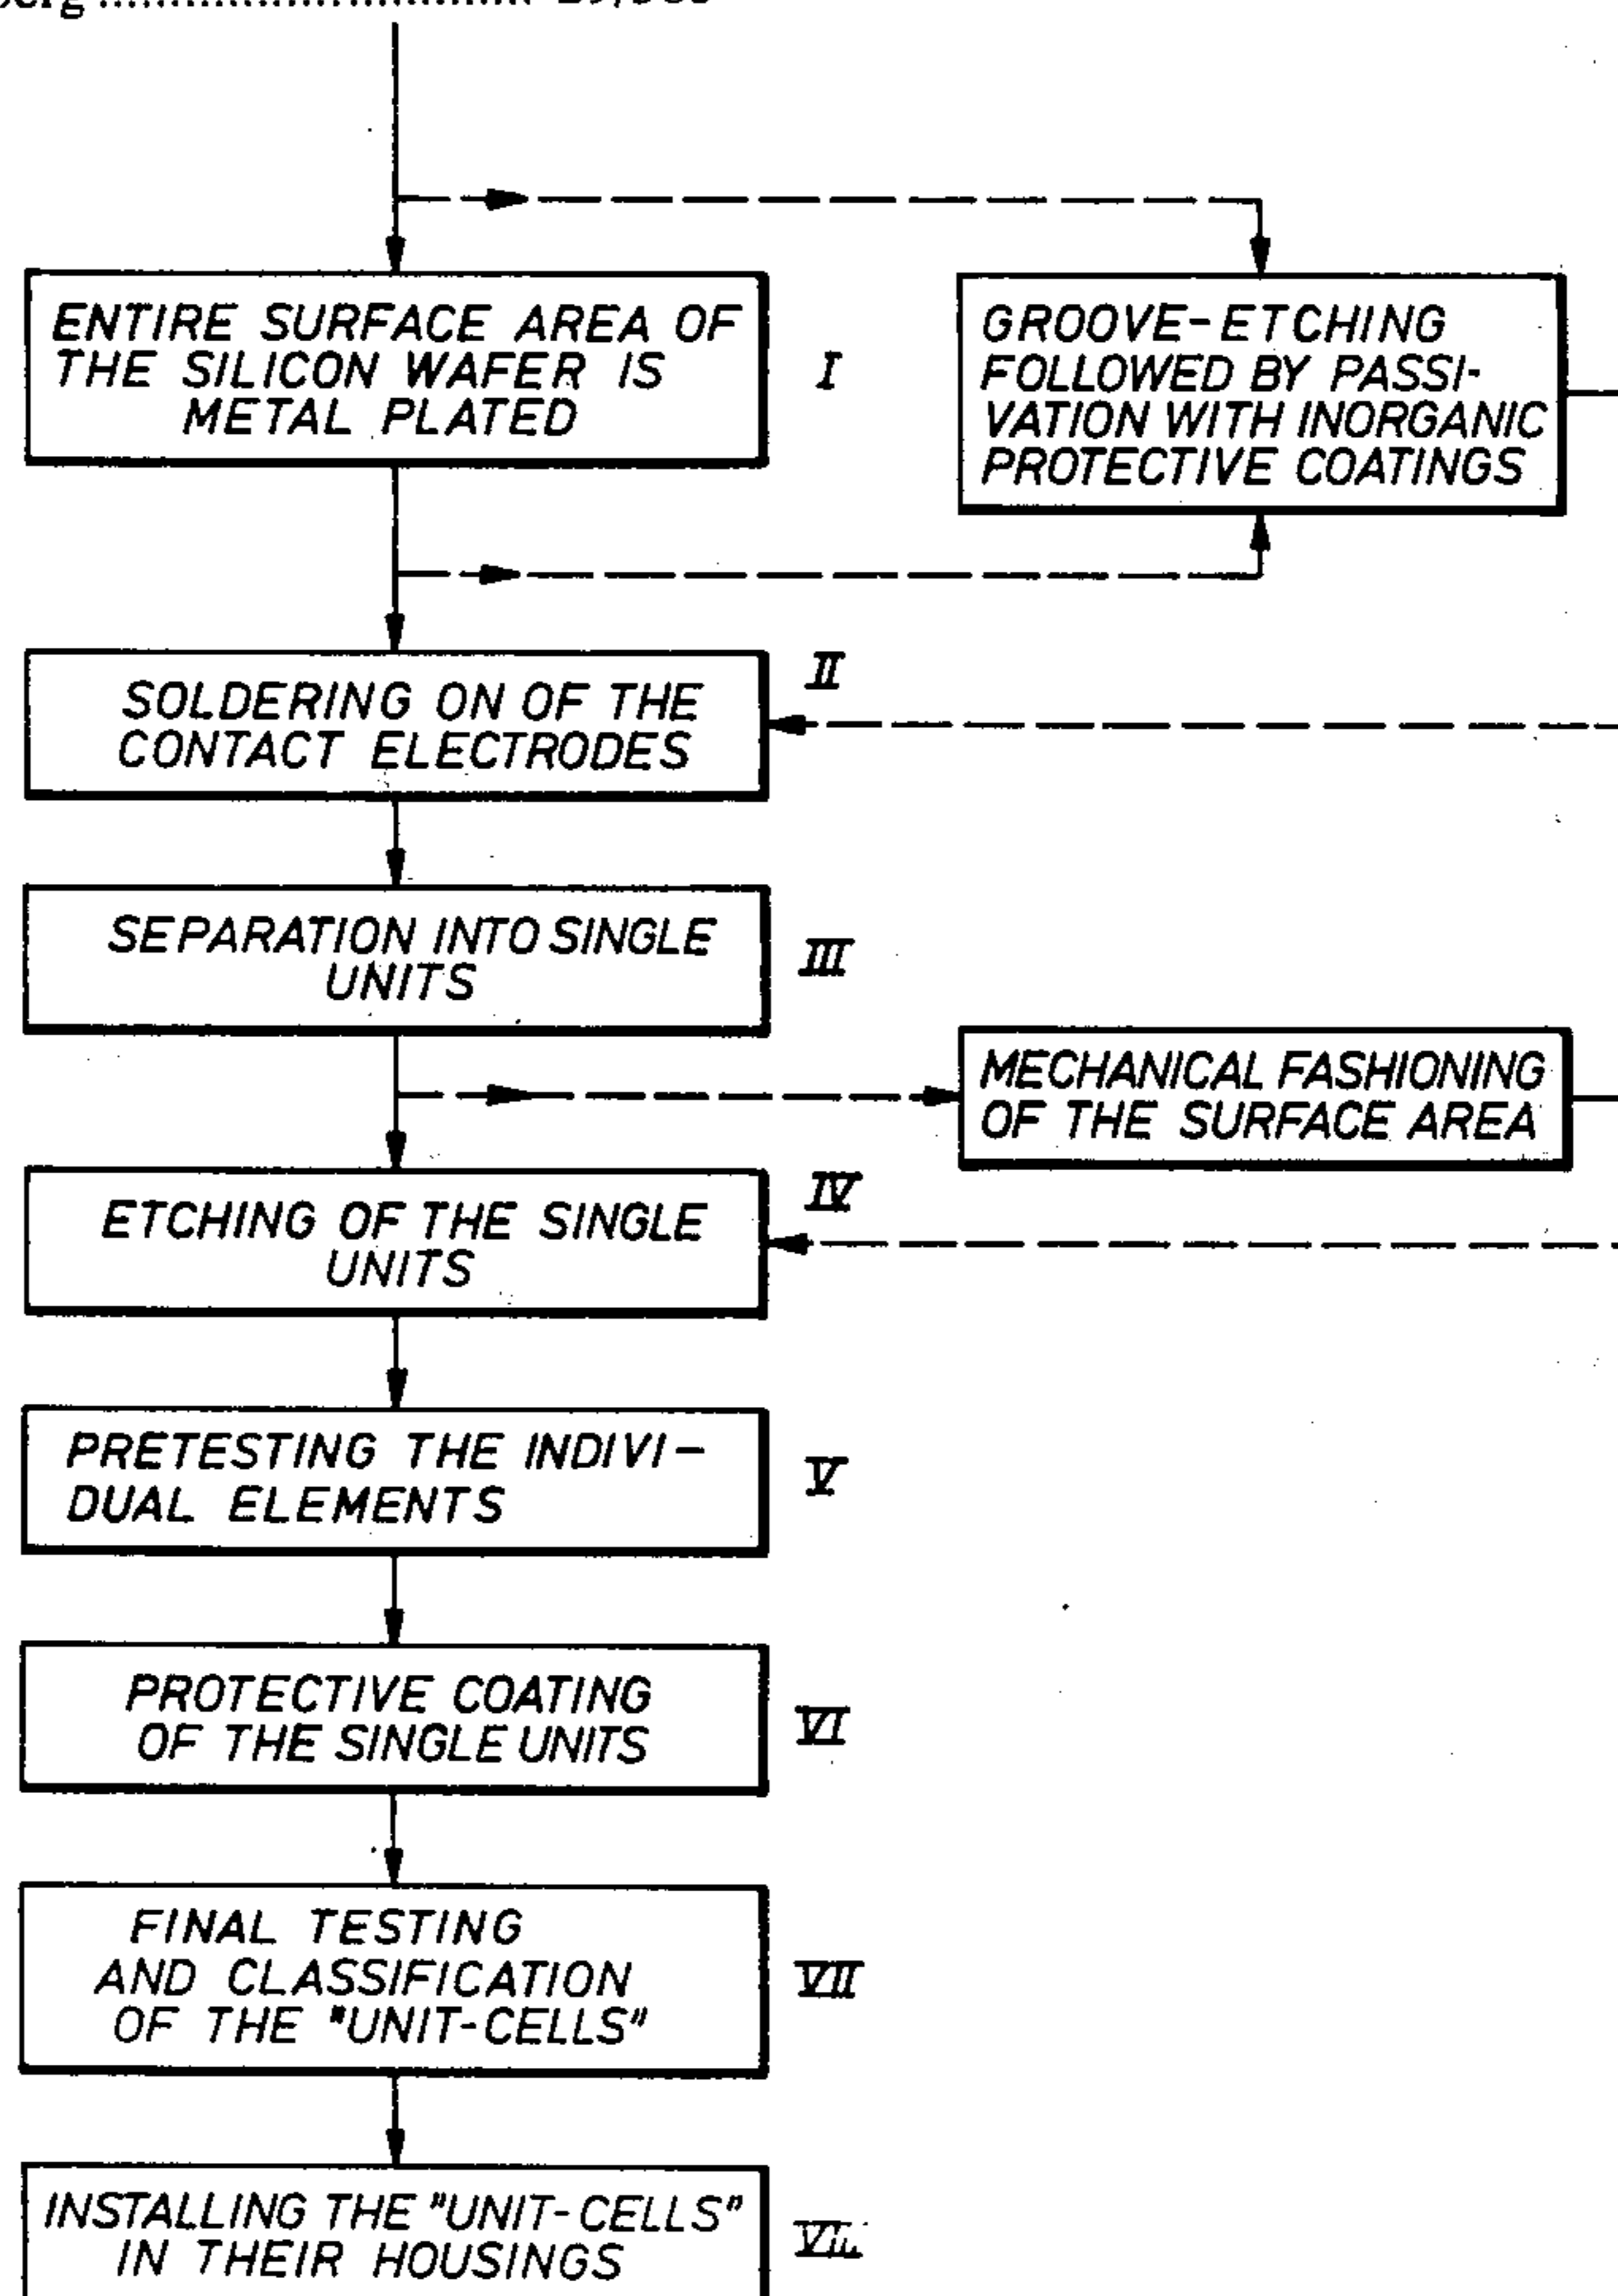 ENTIRE SURFACE AREA OF
THE SILICON WAFER IS
METAL PLATED
I
GROOVE-ETCHING
FOLLOWED BY PASSI-
VATION WITH INORGANIC
PROTECTIVE COATINGS
SOLDERING ON OF THE
CONTACT ELECTRODES
II
SEPARATION INTO SINGLE
UNITS
III
MECHANICAL FASHIONING
OF THE SURFACE AREA
ETCHING OF THE SINGLE
UNITS
IV
PRETESTING THE INDIVI-
DUAL ELEMENTS
V
PROTECTIVE COATING
OF THE SINGLE UNITS
VI
FINAL TESTING
AND CLASSIFICATION
OF THE "UNIT-CELLS"
VII
INSTALLING THE "UNIT-CELLS"
IN THEIR HOUSINGS